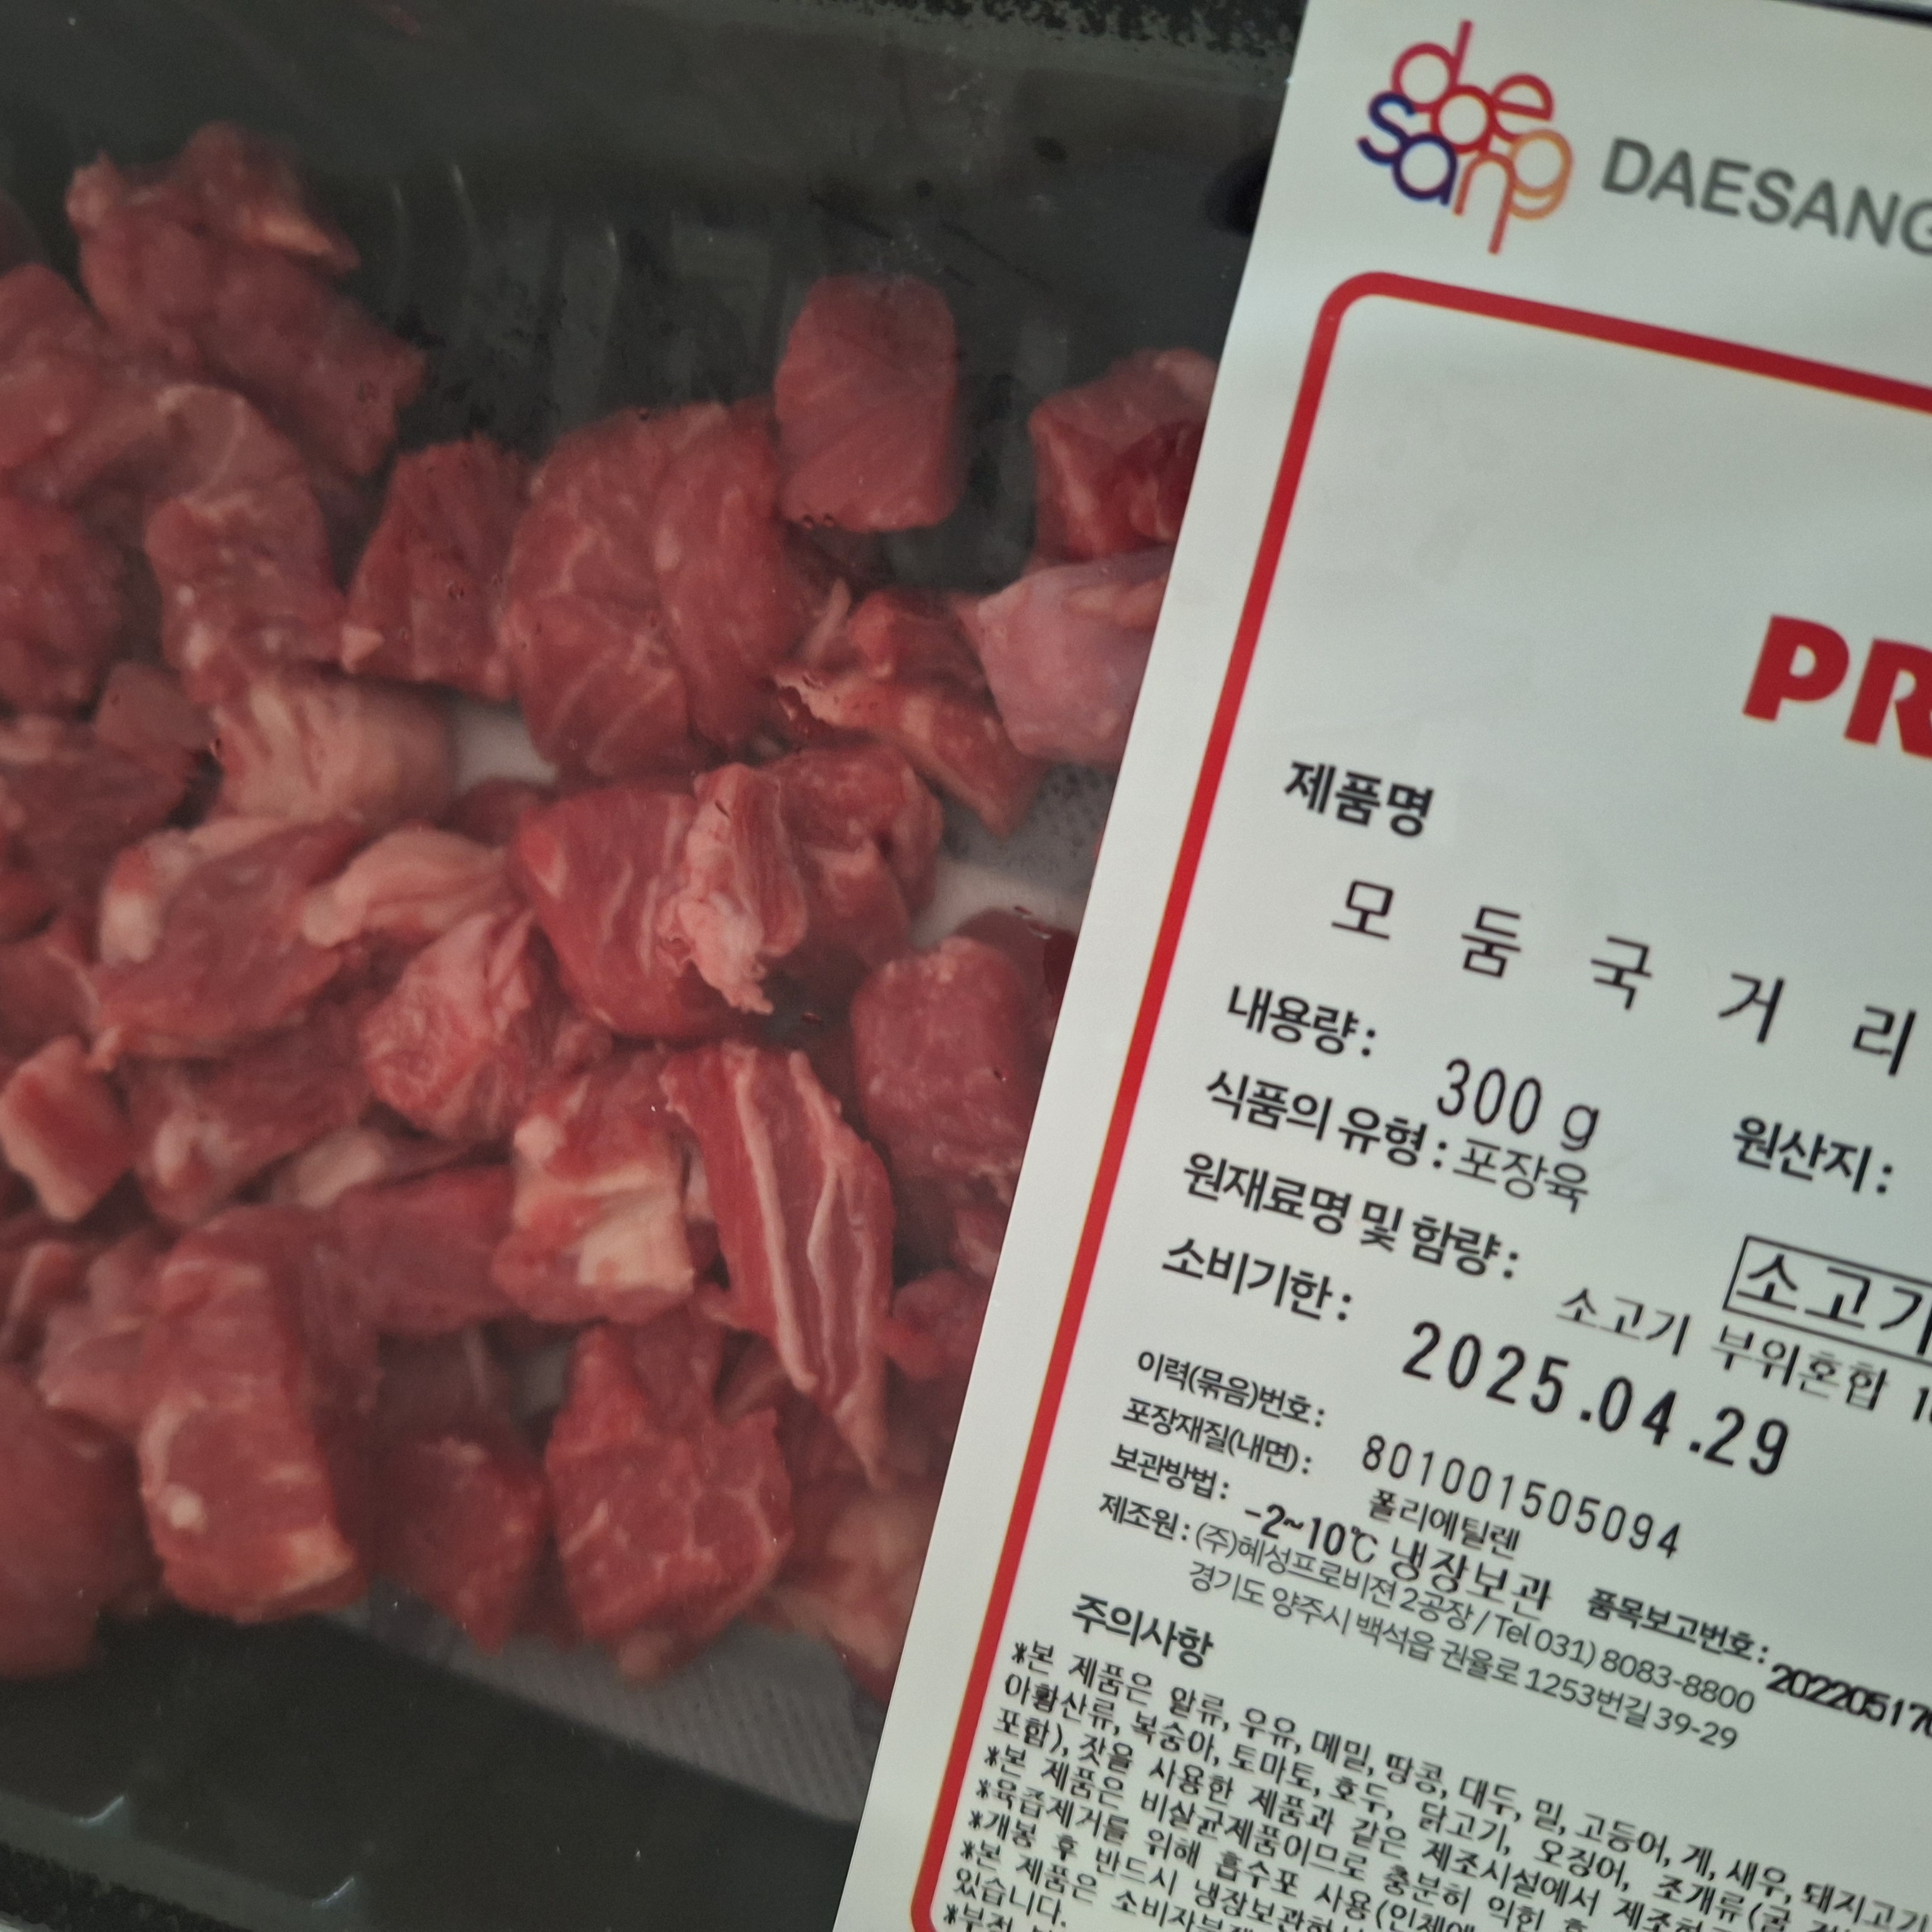 dae
sang
DAESANG
PR
제품명
모둠국거리
내용량: 300 g
원산지:
식품의 유형: 포장육
소고기
원재료명 및 함량: 소고기 부위혼합
소비기한: 2025.04.29
이력(묶음)번호: 801001505094
포장재질(내면): 폴리에틸렌
보관방법: -2~10℃ 냉장보관
품목보고번호: 202205170
제조원: (주)혜성프로비젼 2공장 / Tel 031) 8083-8800
경기도 양주시 백석읍 권율로 1253번길 39-29
주의사항
*본 제품은 알류, 우유, 메밀, 땅콩, 대두, 밀, 고등어, 게, 새우, 돼지고기
아황산류, 복숭아, 토마토, 호두, 닭고기, 오징어, 조개류(굴
포함), 잣을 사용한 제품과 같은 제조시설에서
*본 제품은 비살균제품이므로 충분히 익힌 후
*육즙제거를 위해 흡수포 사용(인체에
*개봉 후 반드시 냉장보관하
*본 제품은 소비자분쟁
있습니다.